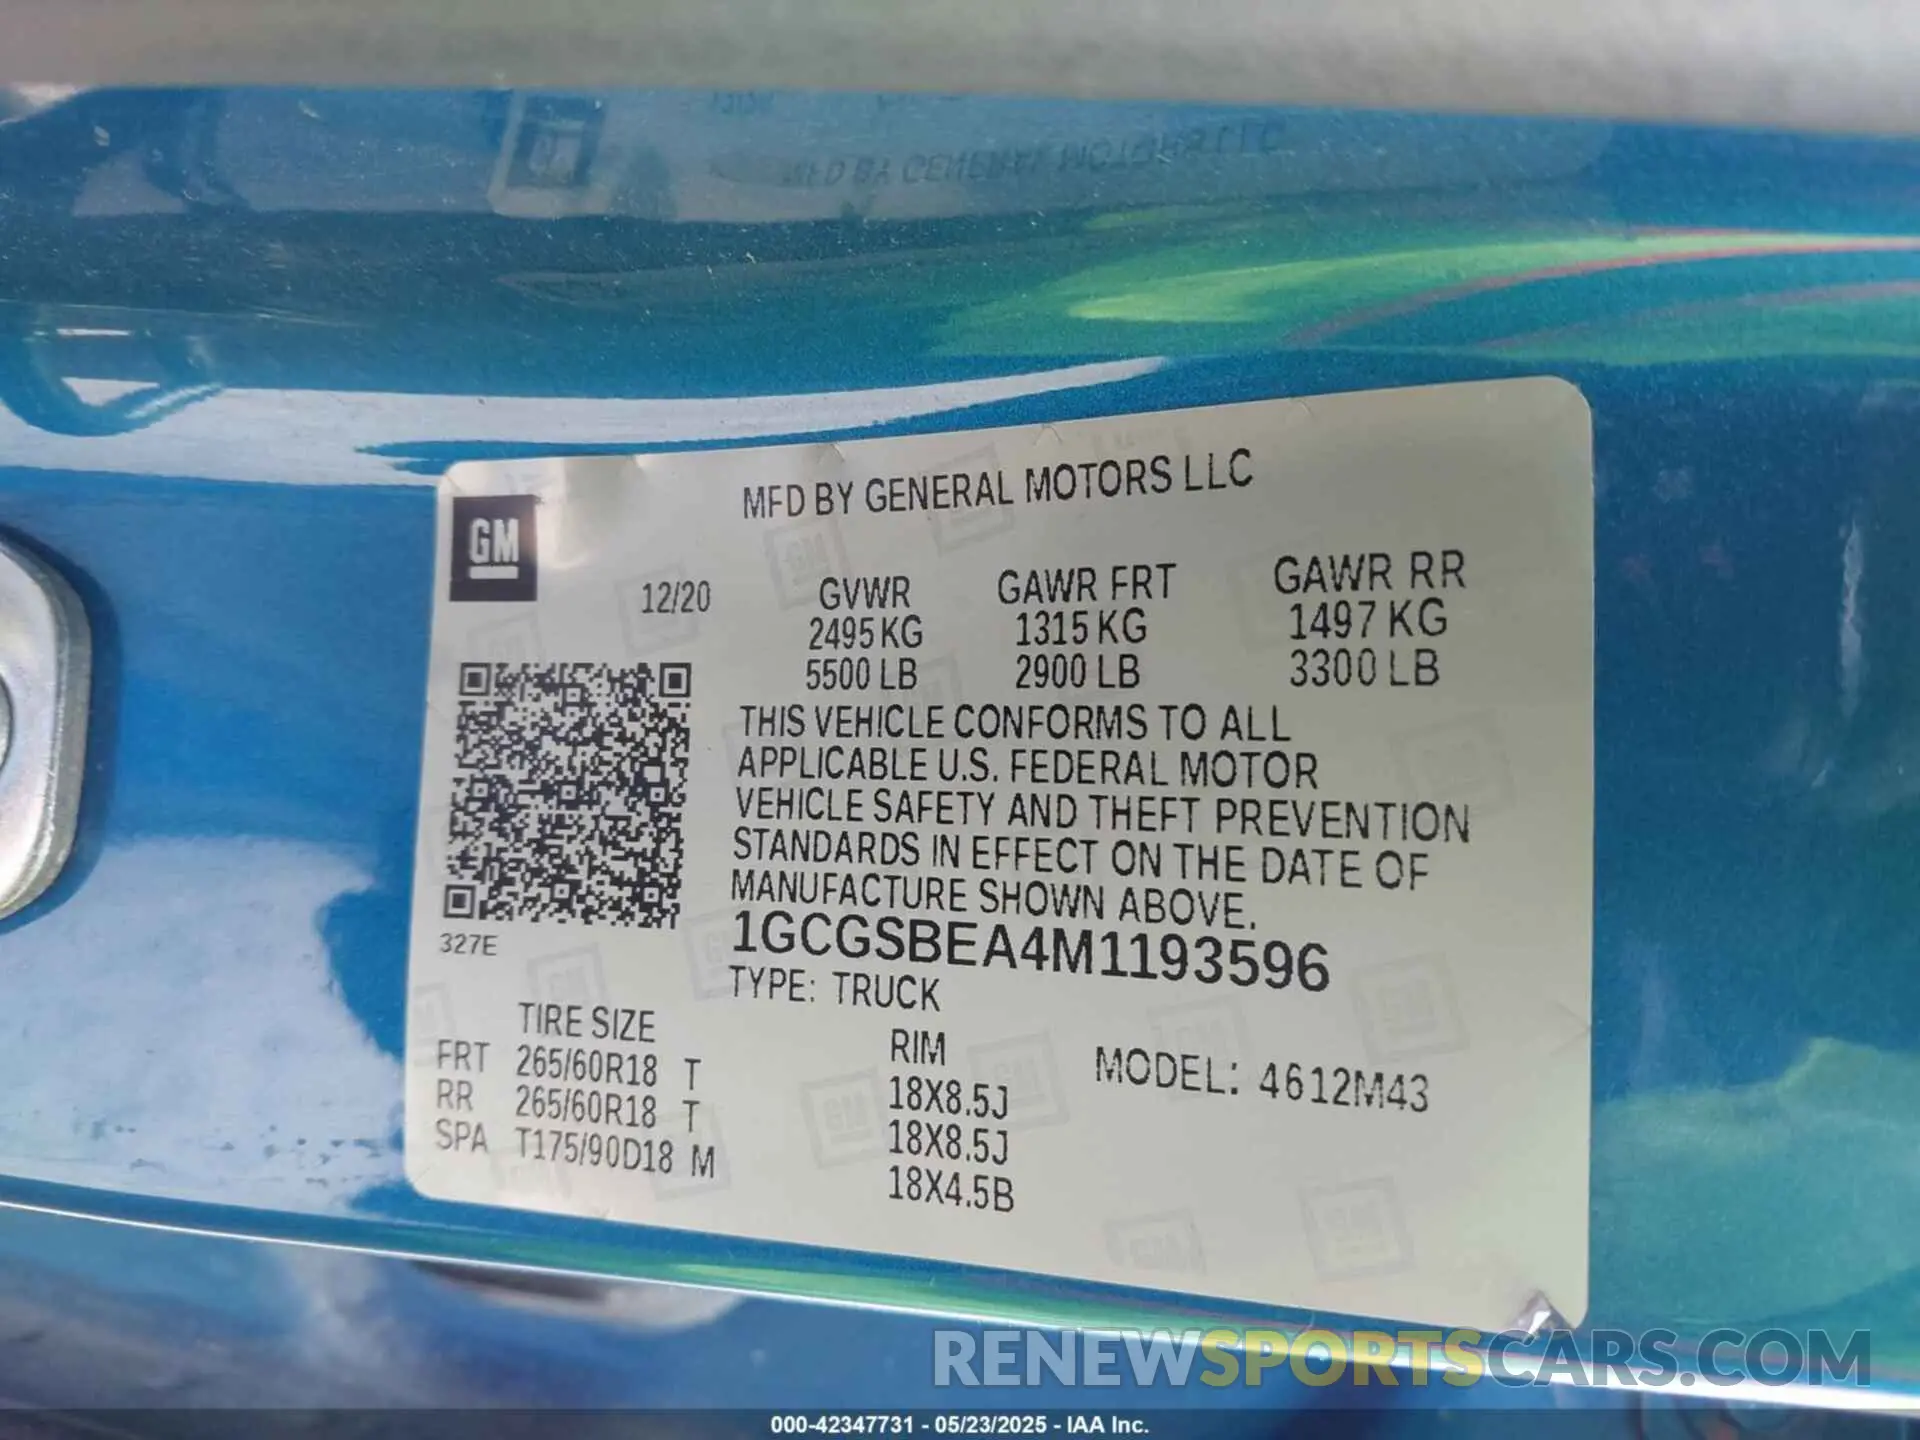 MFD BY GENERAL MOTORS LLC
GM
12/20
GVWR GAWR FRT GAWR RR
2495 KG 1315 KG 1497 KG
5500 LB 2900 LB 3300 LB
THIS VEHICLE CONFORMS TO ALL
APPLICABLE U.S. FEDERAL MOTOR
VEHICLE SAFETY AND THEFT PREVENTION
STANDARDS IN EFFECT ON THE DATE OF
MANUFACTURE SHOWN ABOVE.
327E
1GCGSBEA4M1193596
TYPE: TRUCK
TIRE SIZE RIM MODEL: 4612M43
FRT 265/60R18 T 18X8.5J
RR 265/60R18 T 18X8.5J
SPA T175/90D18 M 18X4.5B
RENEWSPORTSCARS.COM
000-42347731 - 05/23/2025 - IAA Inc.